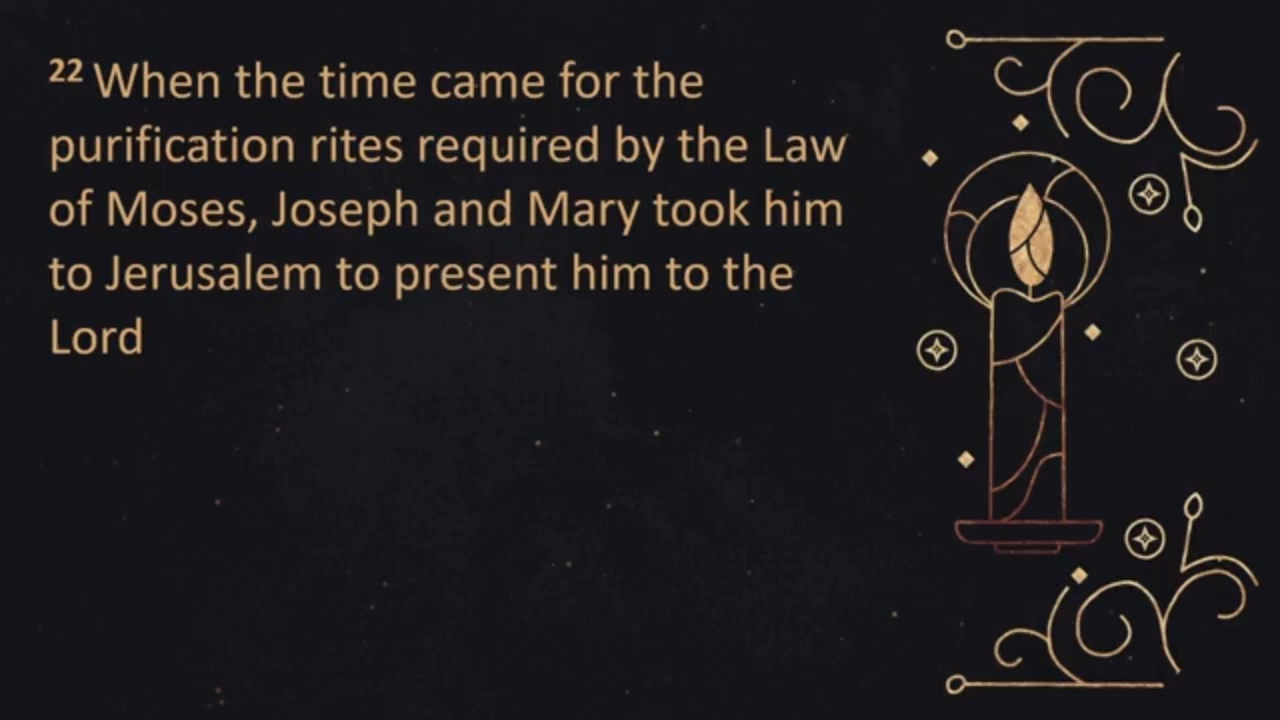 22 When the time came for the
purification rites required by the Law
of Moses, Joseph and Mary took him
to Jerusalem to present him to the
Lord